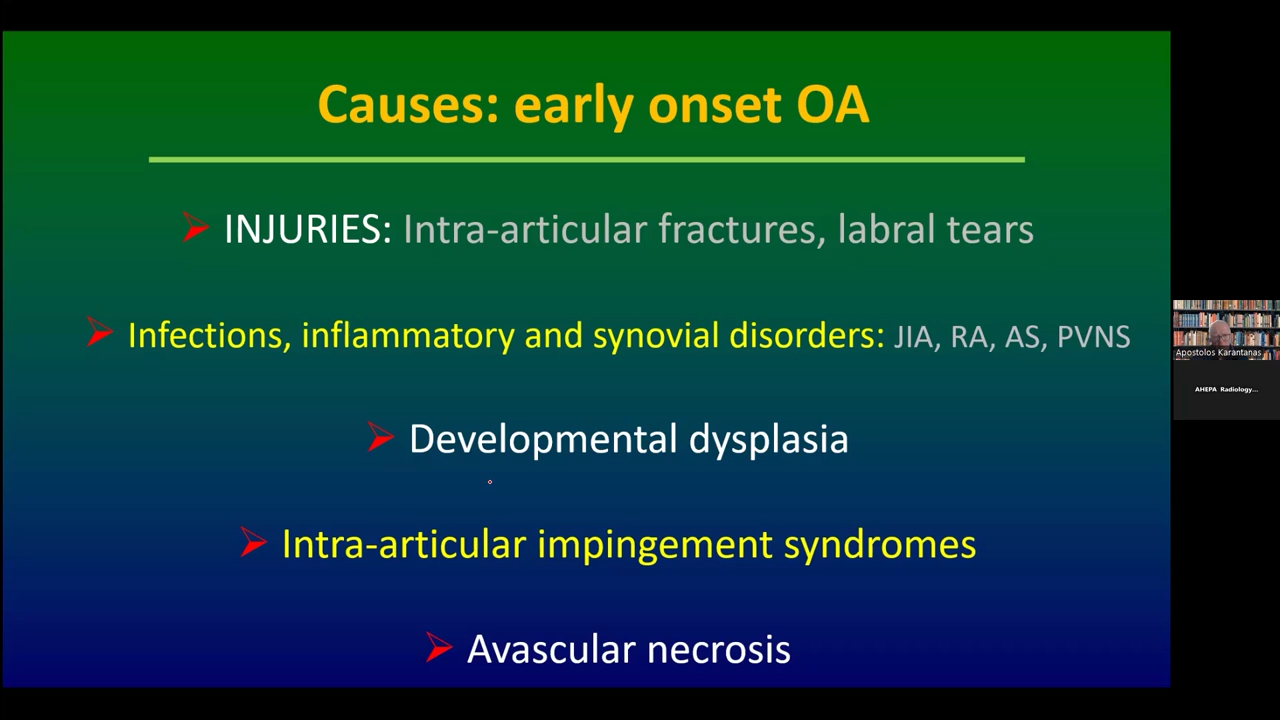 Causes: early onset OA
INJURIES: Intra-articular fractures, labral tears
Infections, inflammatory and synovial disorders: JIA, RA, AS, PVNS
Developmental dysplasia
Intra-articular impingement syndromes
Avascular necrosis
Apostolos Karantanas
AHEPA Radiology...